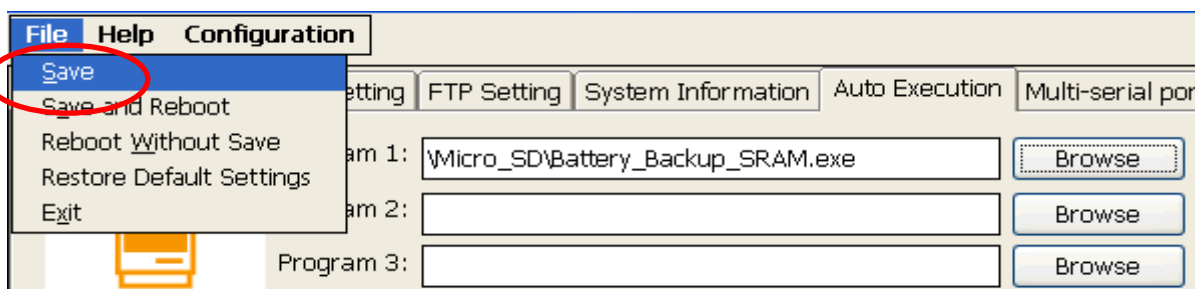 File Help Configuration
Save
Save and Reboot
Reboot Without Save
Restore Default Settings
Exit
etting FTP Setting System Information Auto Execution Multi-serial por
am 1: \Micro_SD\Battery_Backup_SRAM.exe Browse
am 2: Browse
Program 3: Browse